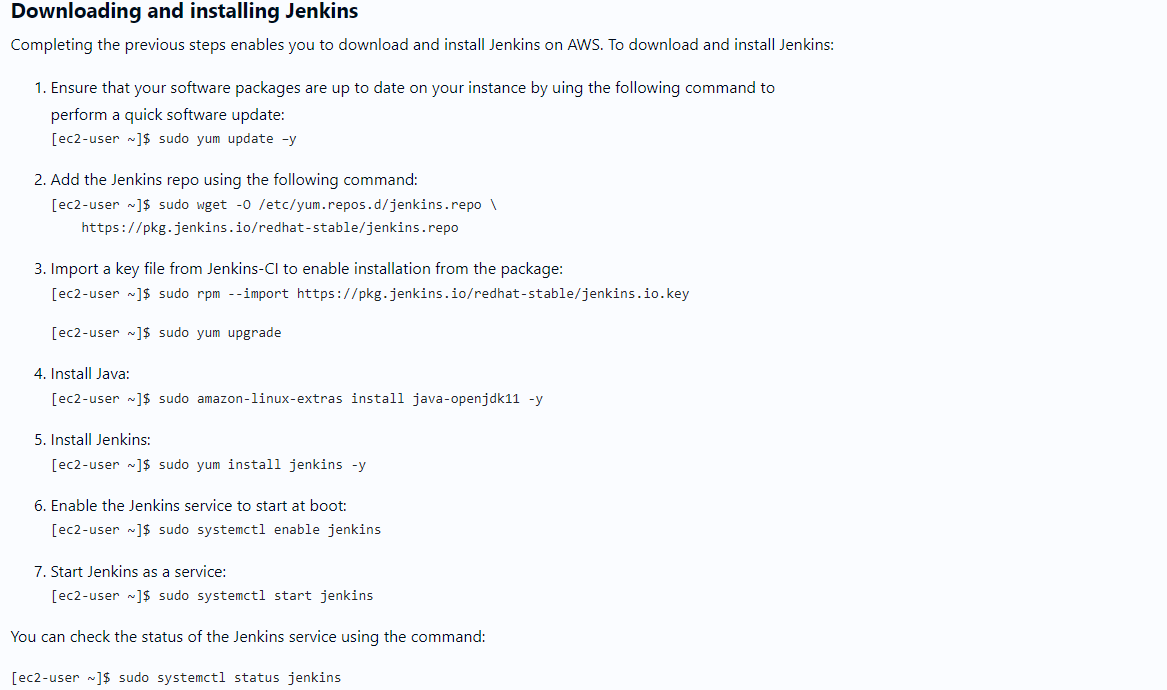 Downloading and installing Jenkins
Completing the previous steps enables you to download and install Jenkins on AWS. To download and install Jenkins:
1. Ensure that your software packages are up to date on your instance by uing the following command to
perform a quick software update:
[ec2-user ~]$ sudo yum update –y
2. Add the Jenkins repo using the following command:
[ec2-user ~]$ sudo wget -O /etc/yum.repos.d/jenkins.repo \
https://pkg.jenkins.io/redhat-stable/jenkins.repo
3. Import a key file from Jenkins-CI to enable installation from the package:
[ec2-user ~]$ sudo rpm --import https://pkg.jenkins.io/redhat-stable/jenkins.io.key
[ec2-user ~]$ sudo yum upgrade
4. Install Java:
[ec2-user ~]$ sudo amazon-linux-extras install java-openjdk11 -y
5. Install Jenkins:
[ec2-user ~]$ sudo yum install jenkins -y
6. Enable the Jenkins service to start at boot:
[ec2-user ~]$ sudo systemctl enable jenkins
7. Start Jenkins as a service:
[ec2-user ~]$ sudo systemctl start jenkins
You can check the status of the Jenkins service using the command:
[ec2-user ~]$ sudo systemctl status jenkins